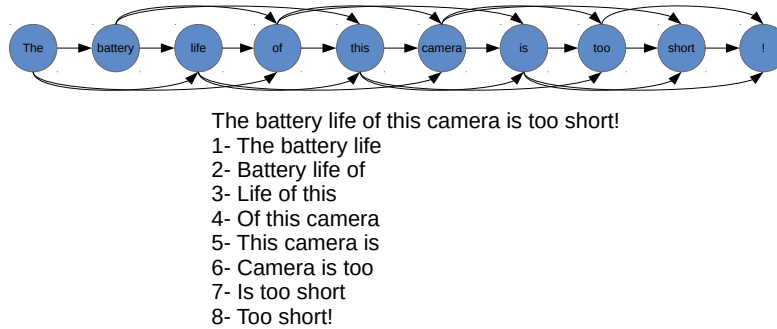 The battery life of this camera is too short !
The battery life of this camera is too short!
1- The battery life
2- Battery life of
3- Life of this
4- Of this camera
5- This camera is
6- Camera is too
7- Is too short
8- Too short!